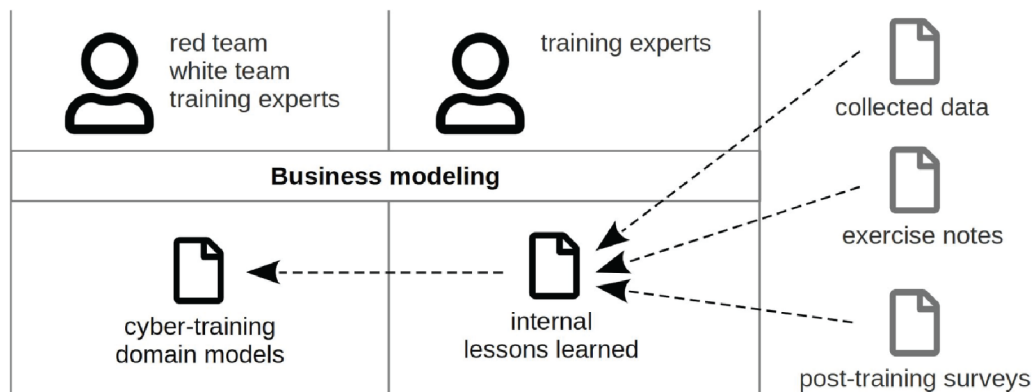 red team
white team
training experts
training experts
collected data
Business modeling
exercise notes
cyber-training
domain models
internal
lessons learned
post-training surveys